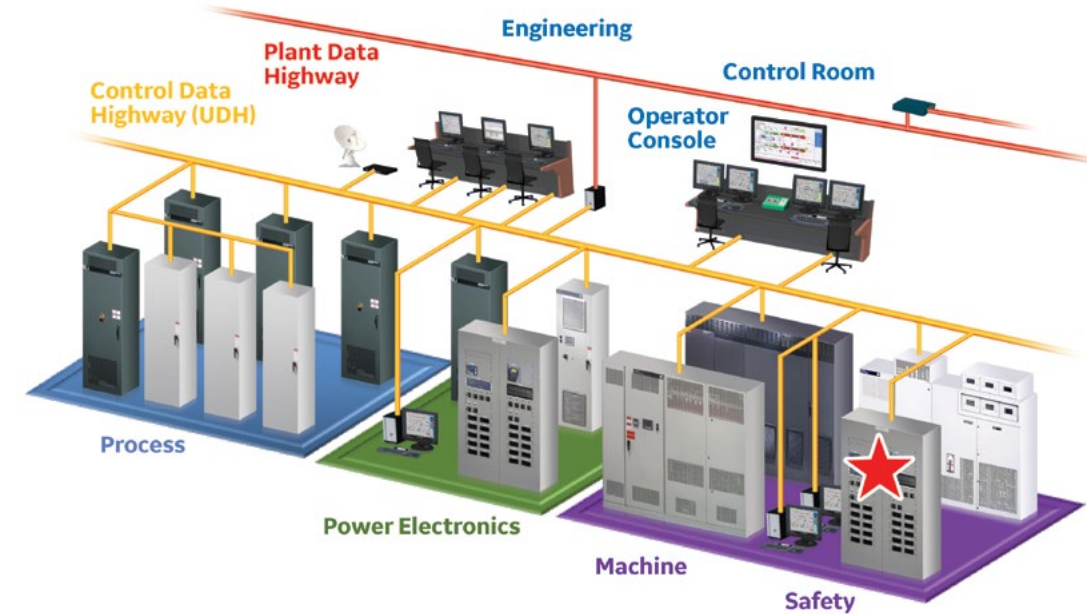 Engineering
Plant Data
Highway
Control Room
Control Data
Highway (UDH)
Operator
Console
Process
Power Electronics
Machine
Safety